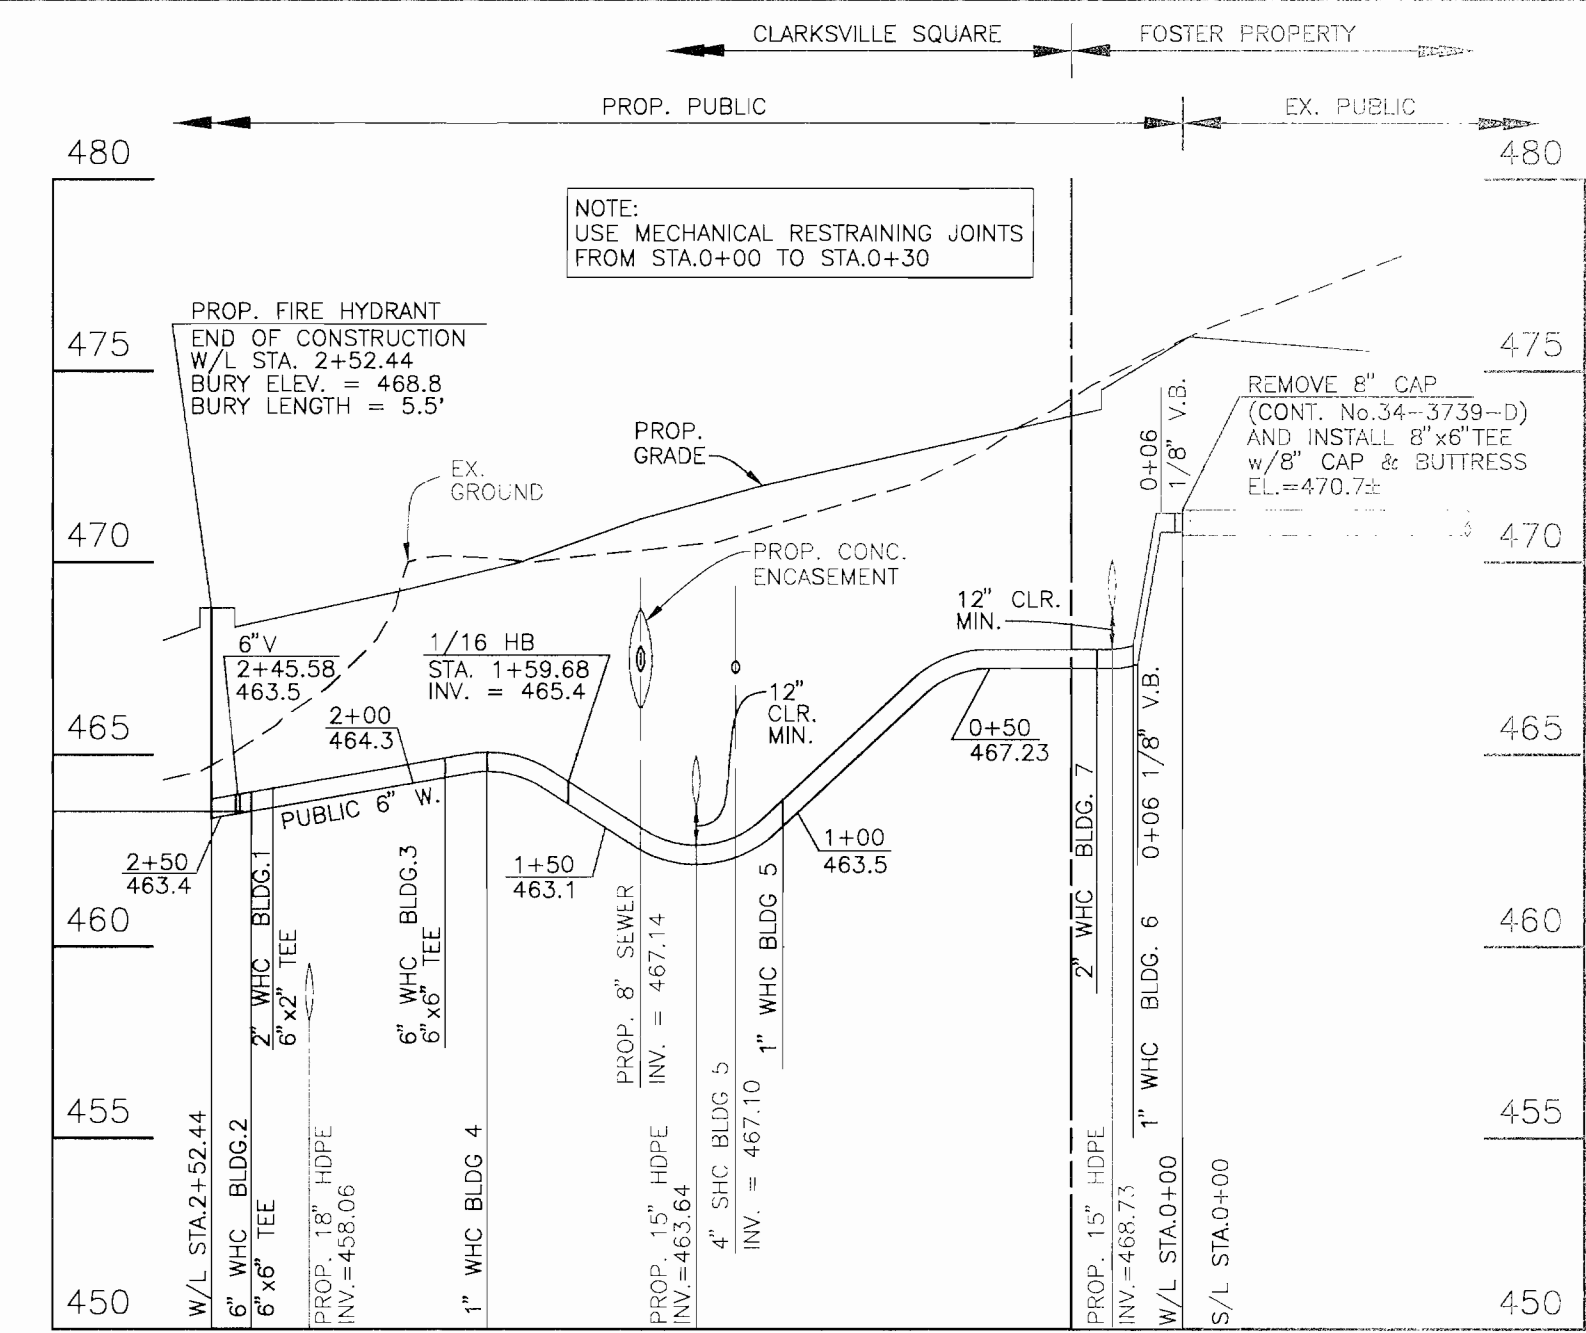 CLARKSVILLE SQUARE
FOSTER PROPERTY
PROP. PUBLIC
EX. PUBLIC
480
480
NOTE:
USE MECHANICAL RESTRAINING JOINTS
FROM STA.0+00 TO STA.0+30
PROP. FIRE HYDRANT
END OF CONSTRUCTION
W/L STA. 2+52.44
BURY ELEV. = 468.8
BURY LENGTH = 5.5'
475
475
REMOVE 8" CAP
(CONT. No.34-3739-D)
AND INSTALL 8"x6"TEE
w/8" CAP & BUTTRESS
EL.=470.7±
0+06
1/8" V.B.
PROP.
GRADE
EX.
GROUND
470
470
PROP. CONC.
ENCASEMENT
12" CLR.
MIN.
6"V
2+45.58
463.5
1/16 HB
STA. 1+59.68
INV. = 465.4
12"
CLR.
MIN.
2+00
464.3
465
465
0+50
467.23
PUBLIC 6" W.
2+50
463.4
1+50
463.1
1+00
463.5
460
460
455
455
450
450
W/L STA.2+52.44
6" WHC BLDG.2
6"x6" TEE
2" WHC BLDG.1
6"x2" TEE
PROP. 18" HDPE
INV.=458.06
6" WHC BLDG.3
6"x6" TEE
1" WHC BLDG 4
PROP. 8" SEWER
INV. = 467.14
PROP. 15" HDPE
INV.=463.64
4" SHC BLDG 5
INV. = 467.10
1" WHC BLDG 5
2" WHC BLDG. 7
PROP. 15" HDPE
INV.=468.73
1" WHC BLDG. 6
0+06 1/8" V.B.
W/L STA.0+00
S/L STA.0+00